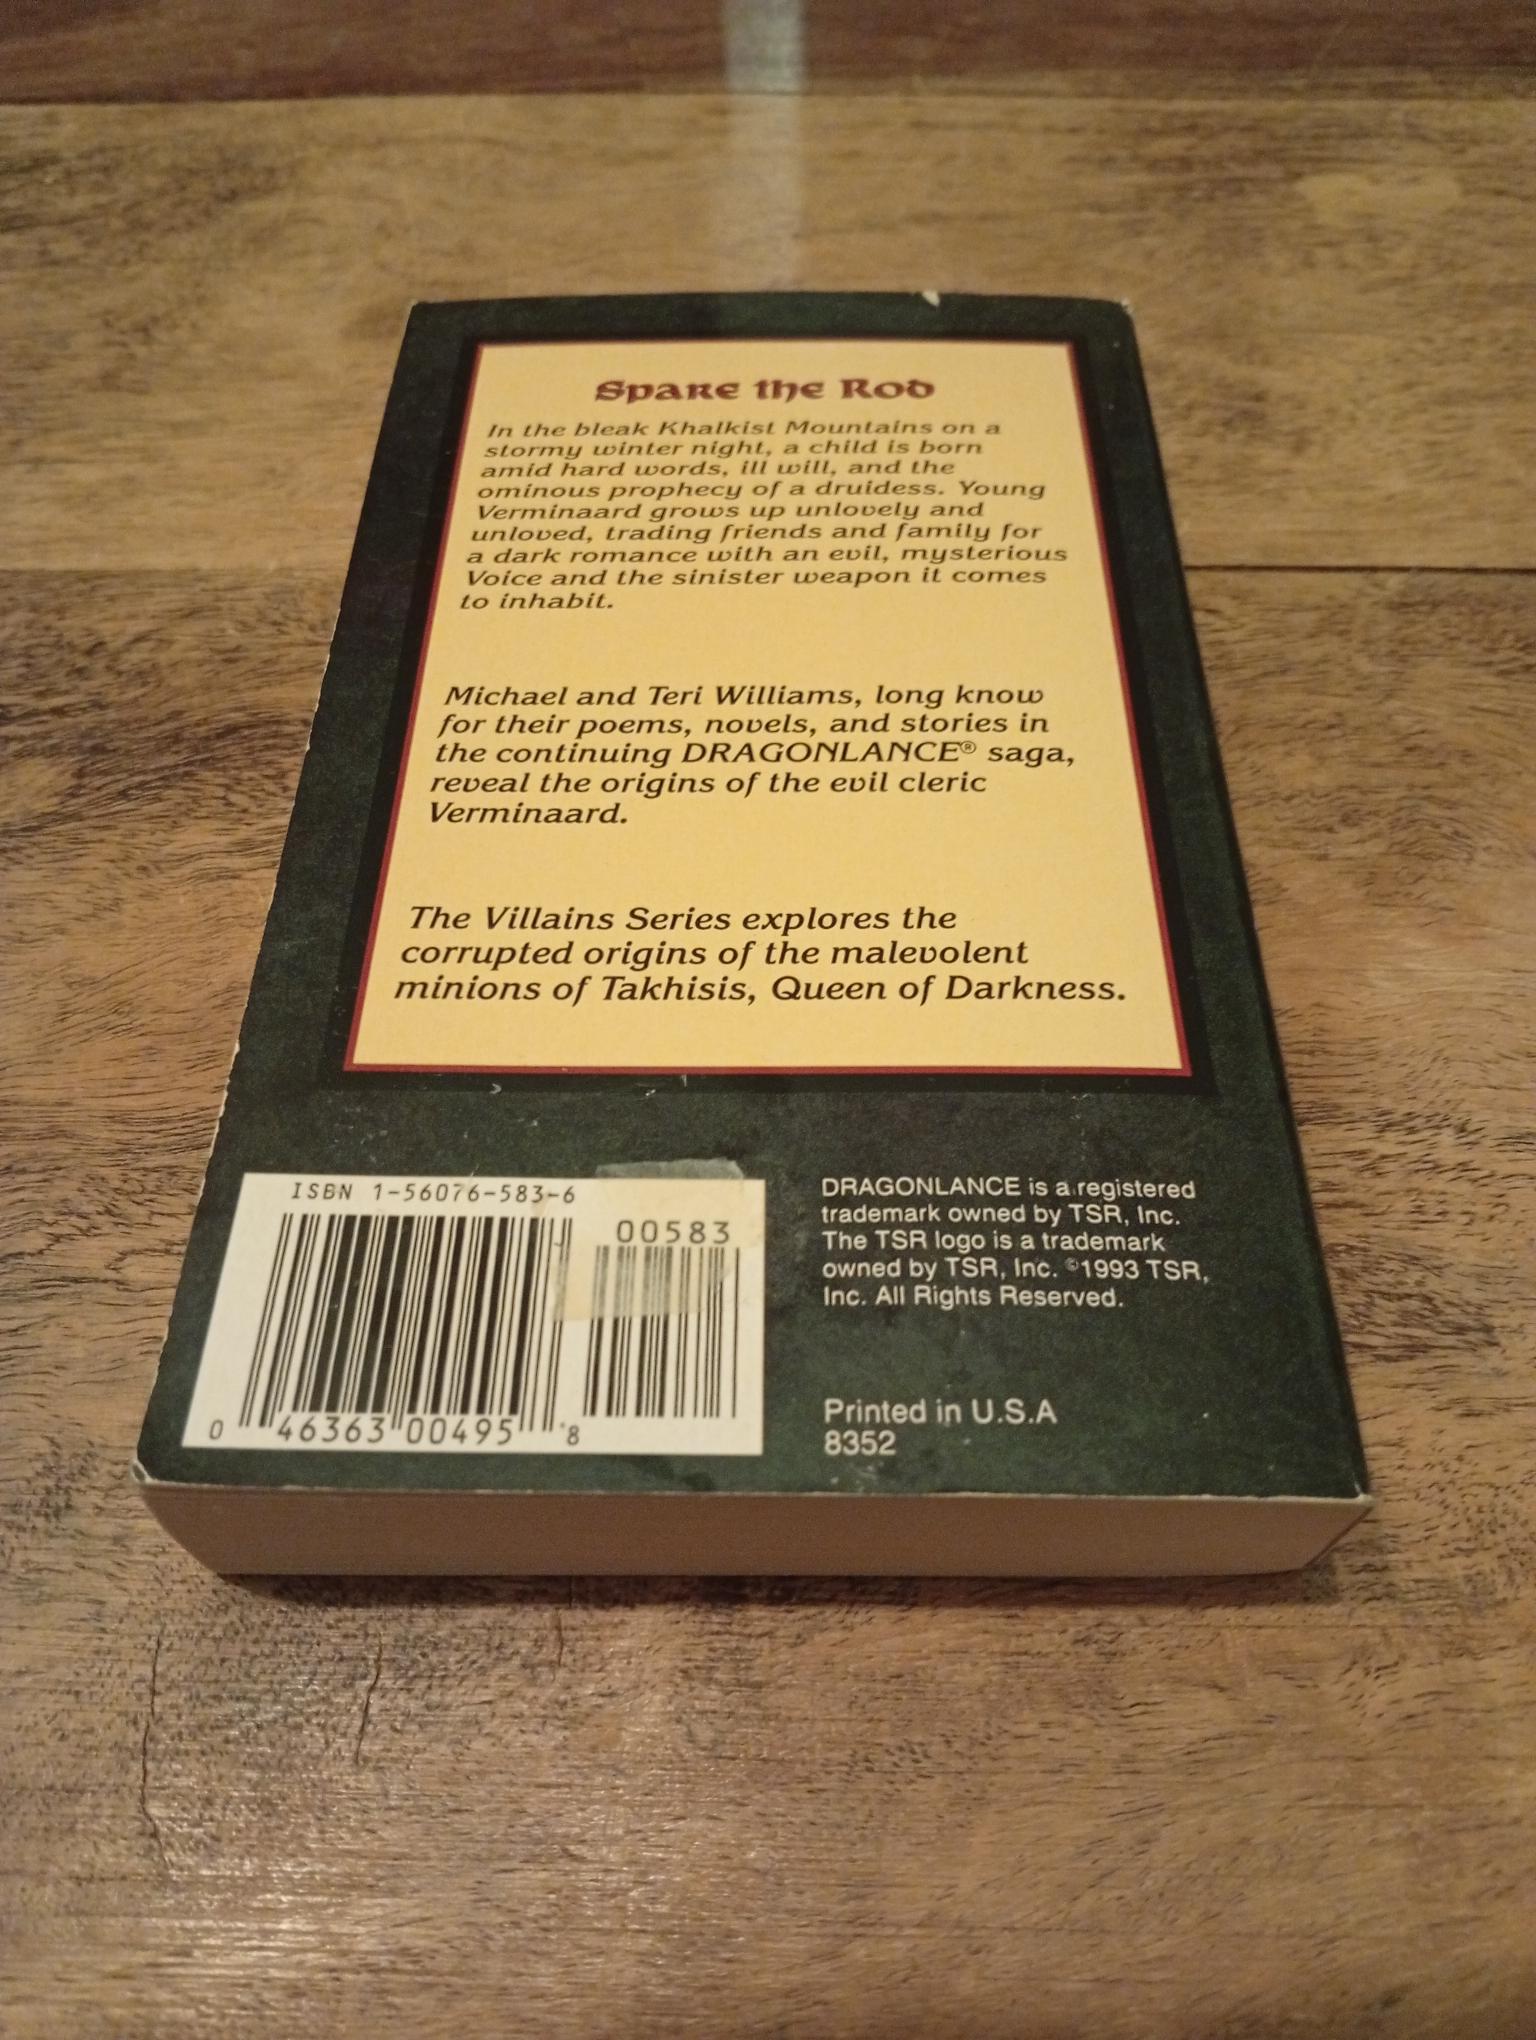 Spare the Rod
In the bleak Khalkist Mountains on a
stormy winter night, a child is born
amid hard words, ill will, and the
ominous prophecy of a druidess. Young
Verminaard grows up unlovely and
unloved, trading friends and family for
a dark romance with an evil, mysterious
Voice and the sinister weapon it comes
to inhabit.
Michael and Teri Williams, long know
for their poems, novels, and stories in
the continuing DRAGONLANCE® saga,
reveal the origins of the evil cleric
Verminaard.
The Villains Series explores the
corrupted origins of the malevolent
minions of Takhisis, Queen of Darkness.
ISBN 1-56076-583-6
00583
0 46363 00495 8
DRAGONLANCE is a registered
trademark owned by TSR, Inc.
The TSR logo is a trademark
owned by TSR, Inc. ©1993 TSR,
Inc. All Rights Reserved.
Printed in U.S.A
8352